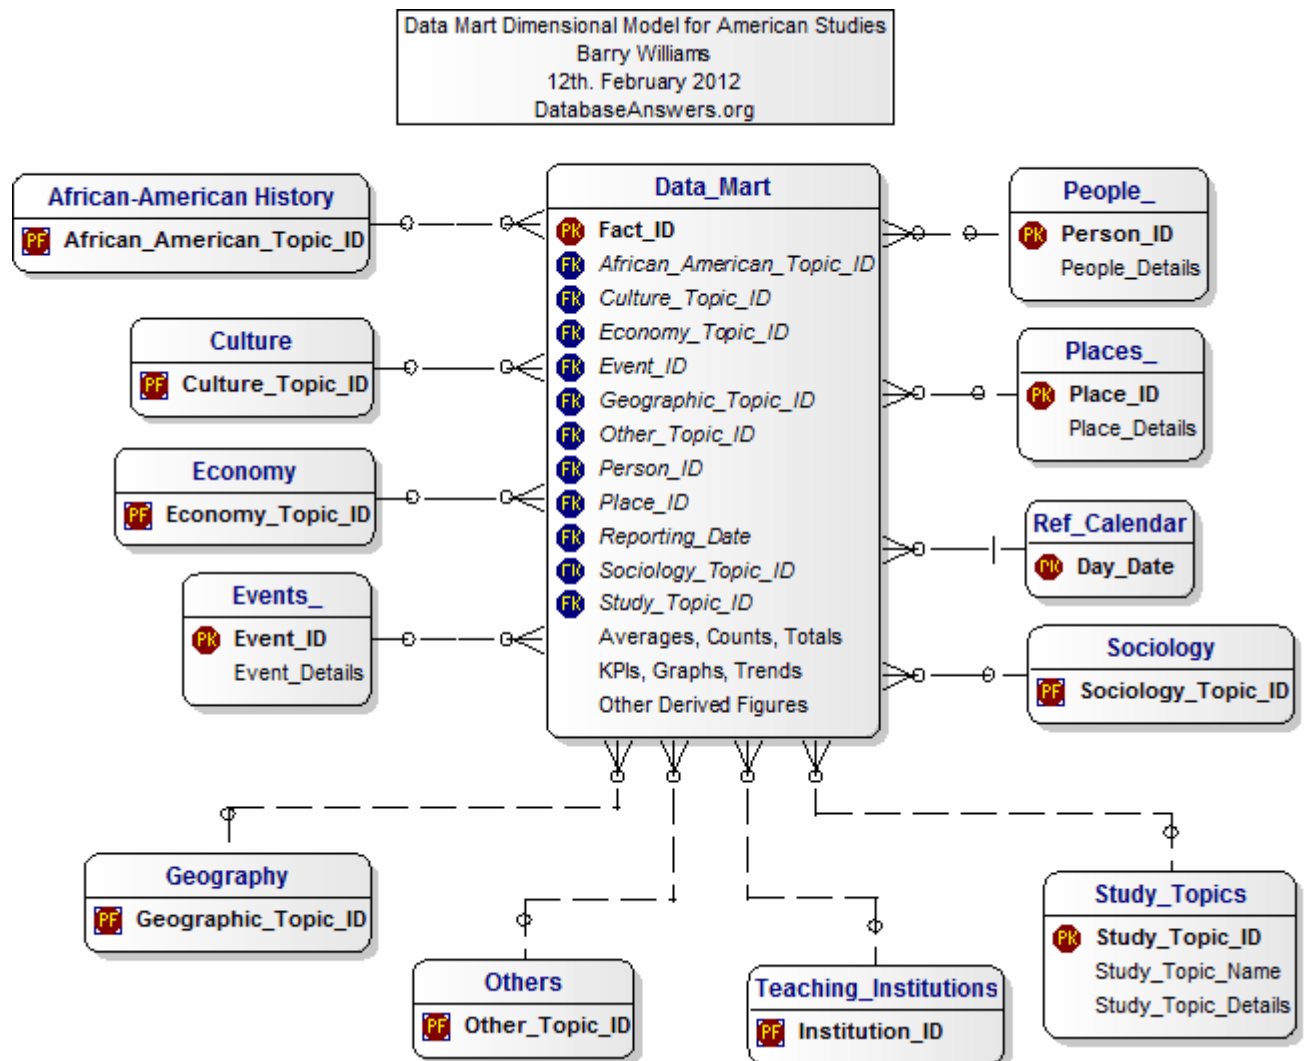 Data Mart Dimensional Model for American Studies
Barry Williams
12th. February 2012
DatabaseAnswers.org
African-American History
PF African_American_Topic_ID
Culture
PF Culture_Topic_ID
Economy
PF Economy_Topic_ID
Events_
PK Event_ID
Event_Details
Data_Mart
PK Fact_ID
FK African_American_Topic_ID
FK Culture_Topic_ID
FK Economy_Topic_ID
FK Event_ID
FK Geographic_Topic_ID
FK Other_Topic_ID
FK Person_ID
FK Place_ID
FK Reporting_Date
FK Sociology_Topic_ID
FK Study_Topic_ID
Averages, Counts, Totals
KPIs, Graphs, Trends
Other Derived Figures
People_
PK Person_ID
People_Details
Places_
PK Place_ID
Place_Details
Ref_Calendar
PK Day_Date
Sociology
PF Sociology_Topic_ID
Geography
PF Geographic_Topic_ID
Others
PF Other_Topic_ID
Teaching_Institutions
PF Institution_ID
Study_Topics
PK Study_Topic_ID
Study_Topic_Name
Study_Topic_Details